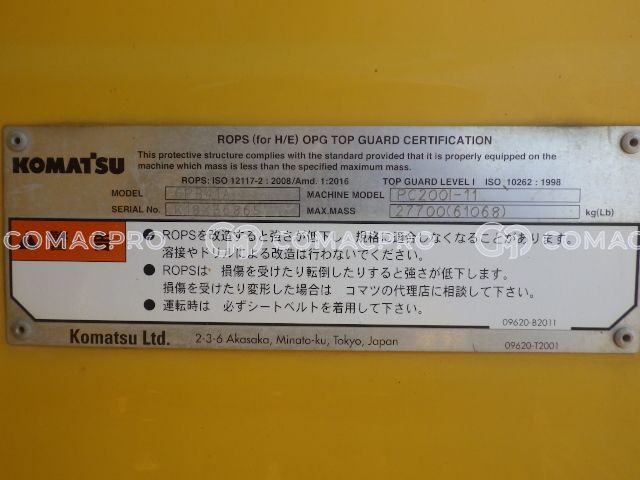 ROPS (for H/E) OPG TOP GUARD CERTIFICATION
KOMATSU
This protective structure complies with the standard provided that it is properly equipped on the
machine which mass is less than the specified maximum mass.
ROPS: ISO 12117-2 : 2008/Amd. 1:2016 TOP GUARD LEVEL I ISO 10262 : 1998
MODEL MACHINE MODEL PC200i-11
SERIAL No. MAX.MASS 27700(61068) kg(Lb)
COMACPRO COMACPRO COMACPRO
● ROPSを改造すると強さが低下し、規格に適合しなくなることがあります。
溶接やドリルによる改造は行わないでください。
● ROPSは、損傷を受けたり転倒したりすると強さが低下します。
損傷を受けたり変形した場合は コマツの代理店に相談して下さい。
● 運転時は 必ずシートベルトを着用して下さい。
09620-B2011
Komatsu Ltd. 2-3-6 Akasaka, Minato-ku, Tokyo, Japan 09620-T2001